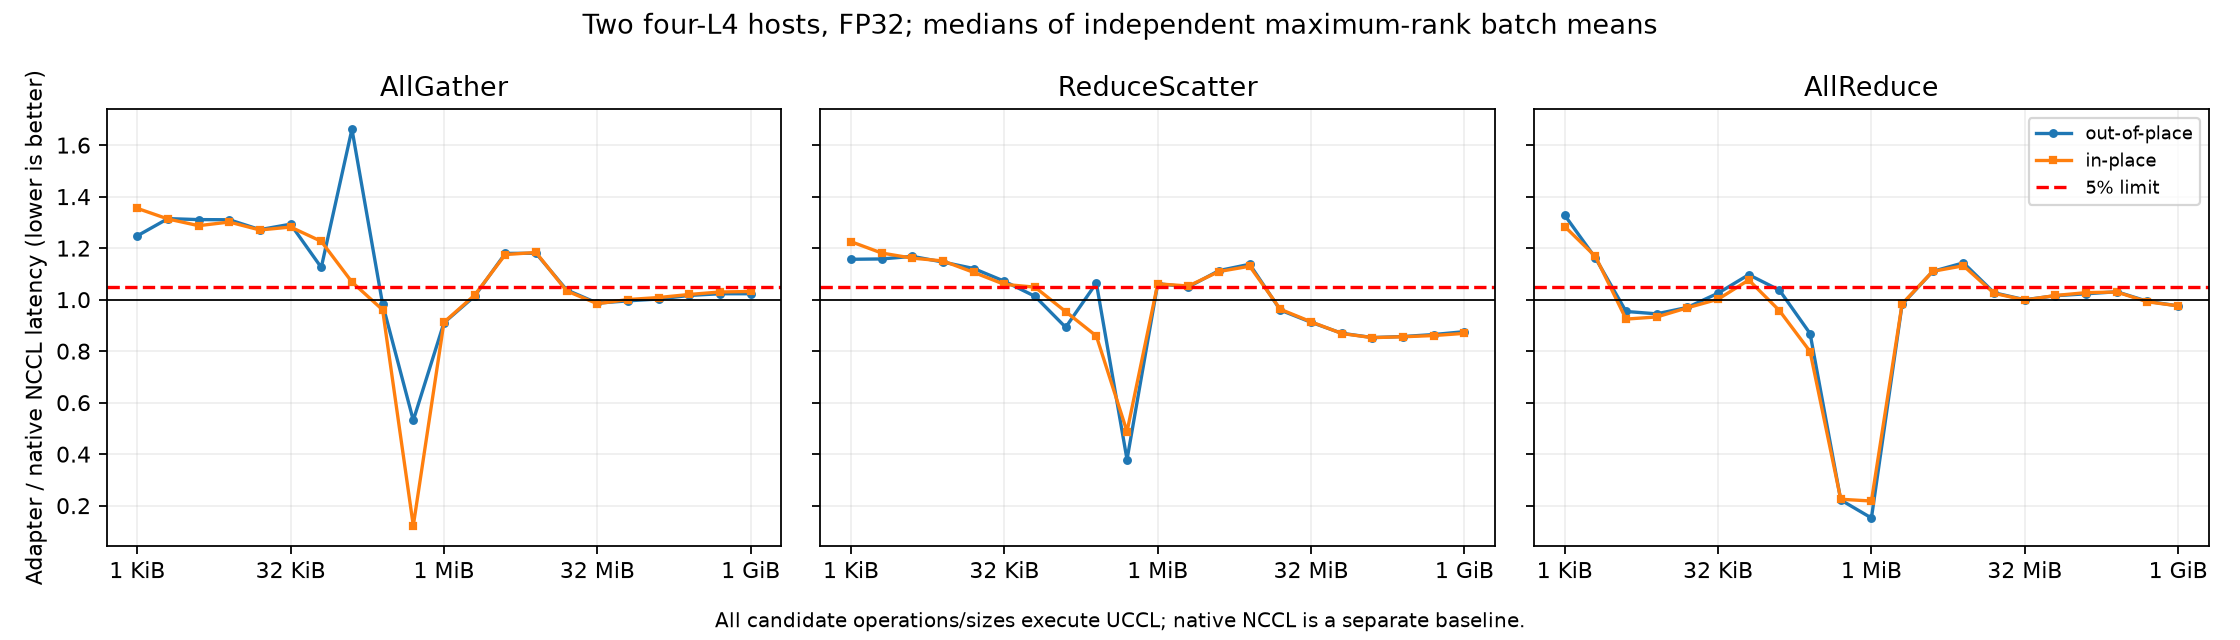 Two four-L4 hosts, FP32; medians of independent maximum-rank batch means
Adapter / native NCCL latency (lower is better)
AllGather
ReduceScatter
AllReduce
1.6
1.4
1.2
1.0
0.8
0.6
0.4
0.2
out-of-place
in-place
5% limit
1 KiB 32 KiB 1 MiB 32 MiB 1 GiB
1 KiB 32 KiB 1 MiB 32 MiB 1 GiB
1 KiB 32 KiB 1 MiB 32 MiB 1 GiB
All candidate operations/sizes execute UCCL; native NCCL is a separate baseline.